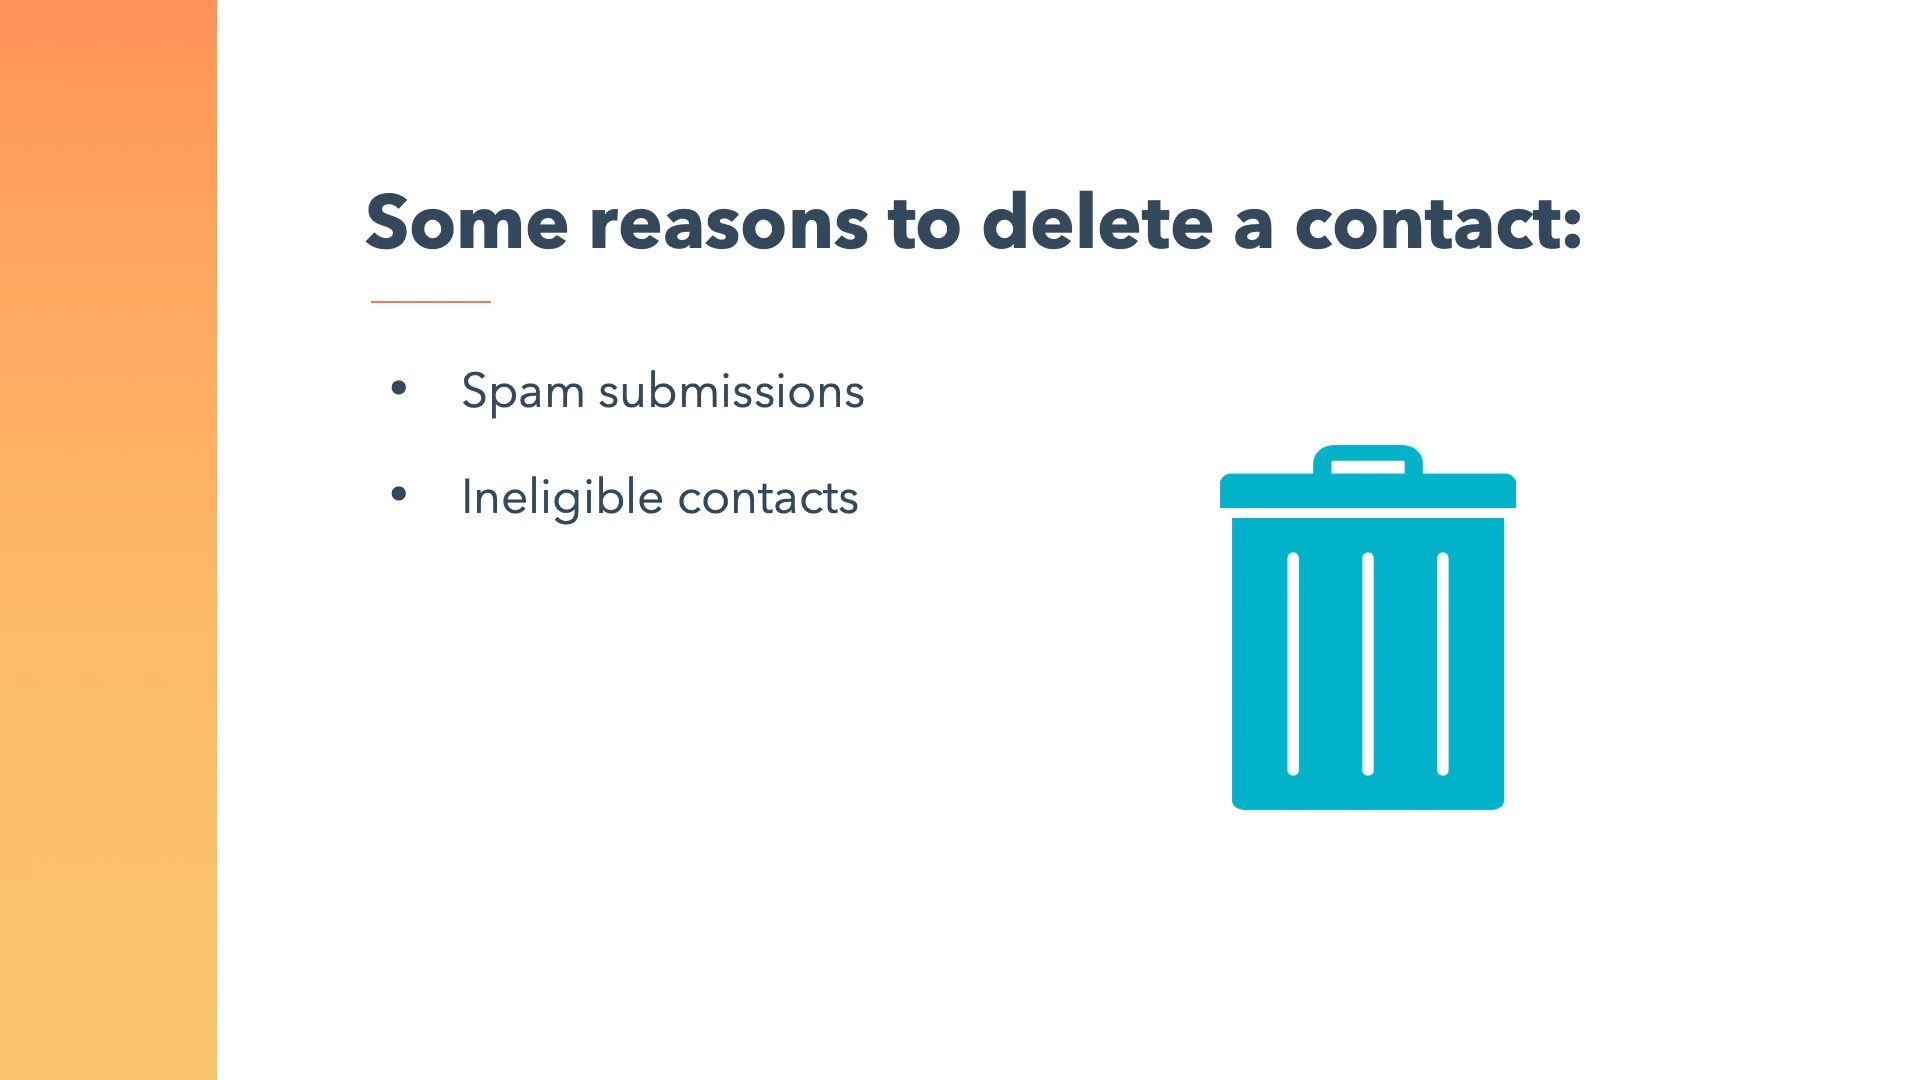 Some reasons to delete a contact:
• Spam submissions
• Ineligible contacts